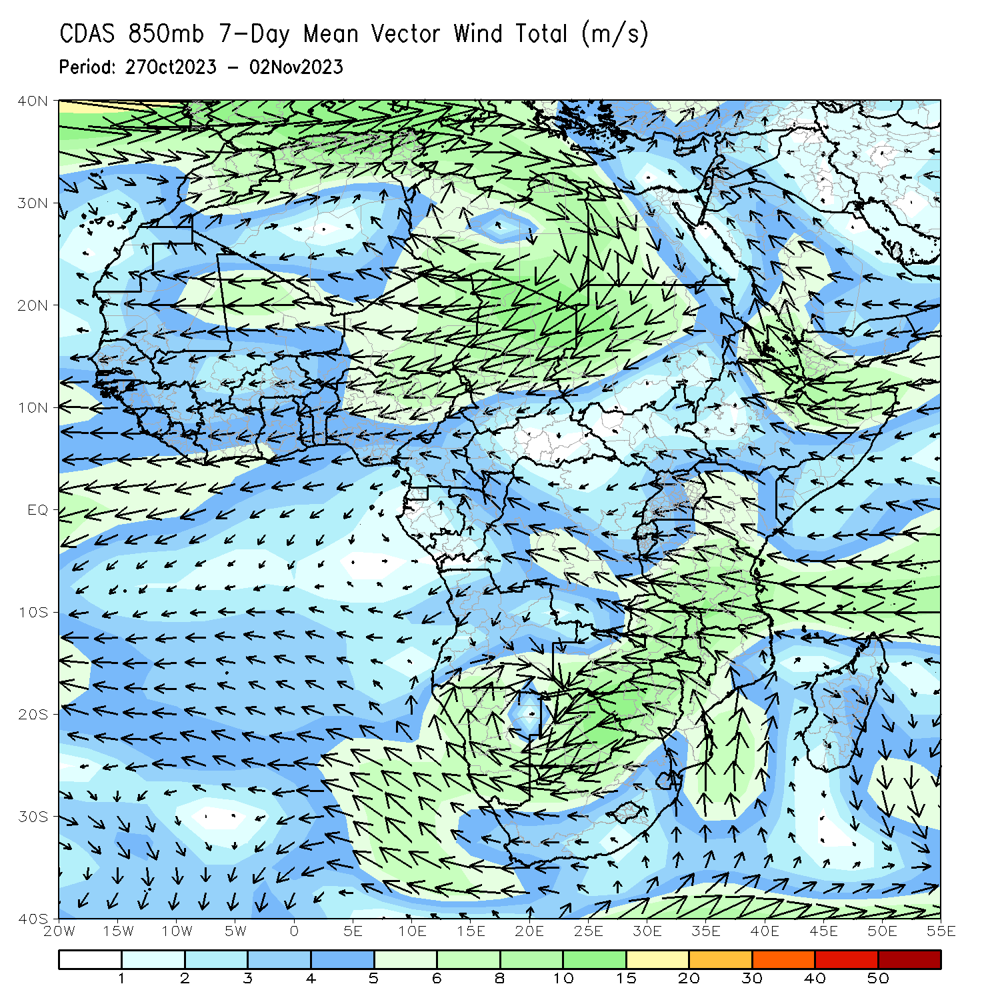 CDAS 850mb 7-Day Mean Vector Wind Total (m/s)
Period: 27Oct2023 - 02Nov2023
40N
30N
20N
10N
EQ
10S
20S
30S
40S
20W 15W 10W 5W 0 5E 10E 15E 20E 25E 30E 35E 40E 45E 50E 55E
1 2 3 4 5 6 8 10 15 20 30 40 50